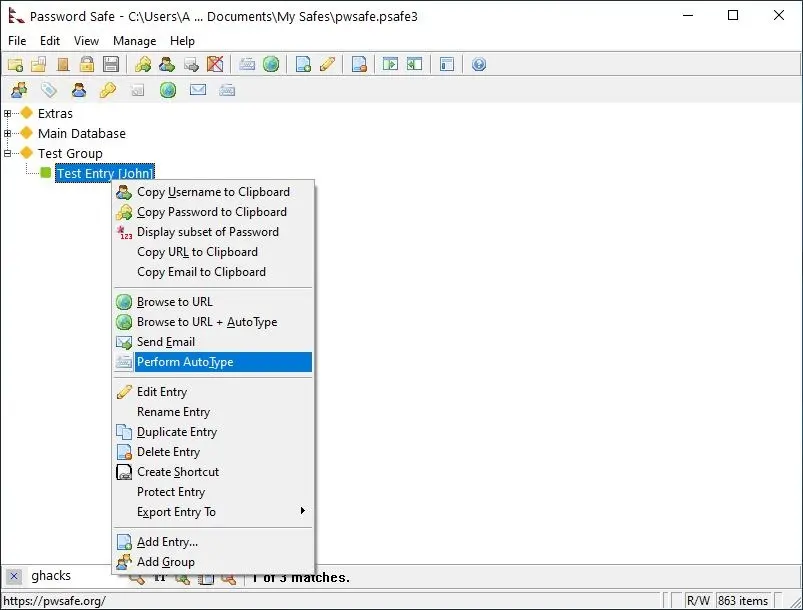 Password Safe - C:\Users\A ... Documents\My Safes\pwsafe.psafe3
File Edit View Manage Help
Extras
Main Database
Test Group
Test Entry [John]
Copy Username to Clipboard
Copy Password to Clipboard
123
Display subset of Password
Copy URL to Clipboard
Copy Email to Clipboard
Browse to URL
Browse to URL + AutoType
Send Email
Perform AutoType
Edit Entry
Rename Entry
Duplicate Entry
Delete Entry
Create Shortcut
Protect Entry
Export Entry To
Add Entry...
Add Group
ghacks
1 of 3 matches.
https://pwsafe.org/
R/W 863 items